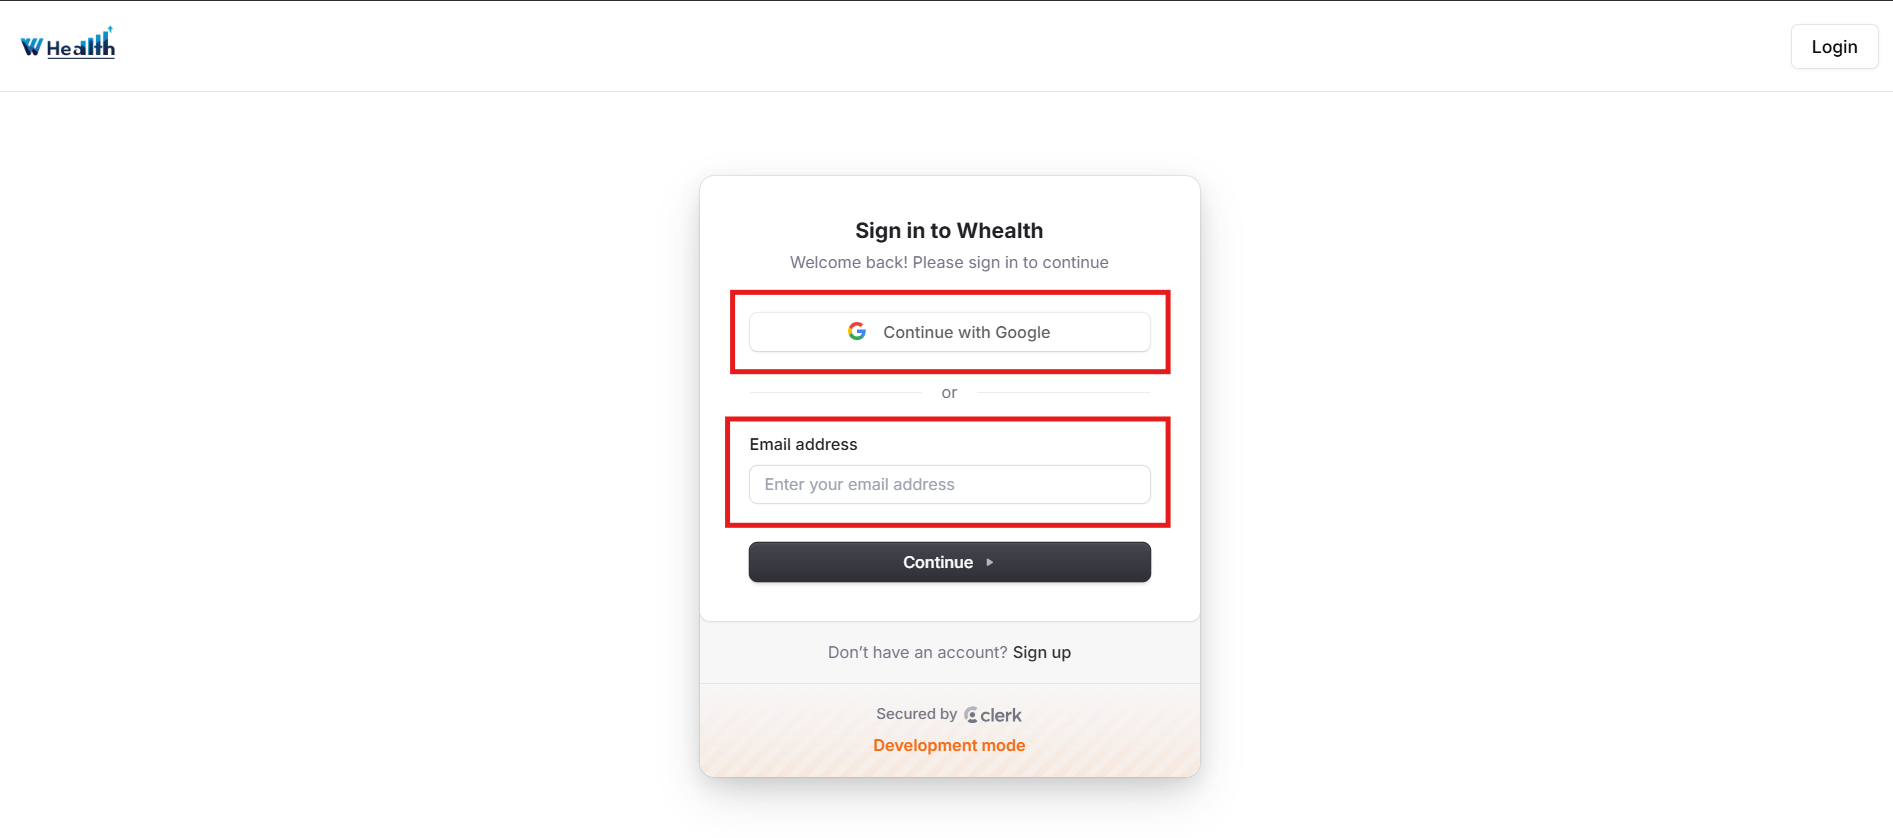 W Health
Login
Sign in to Whealth
Welcome back! Please sign in to continue
Continue with Google
or
Email address
Enter your email address
Continue
Don’t have an account? Sign up
Secured by clerk
Development mode